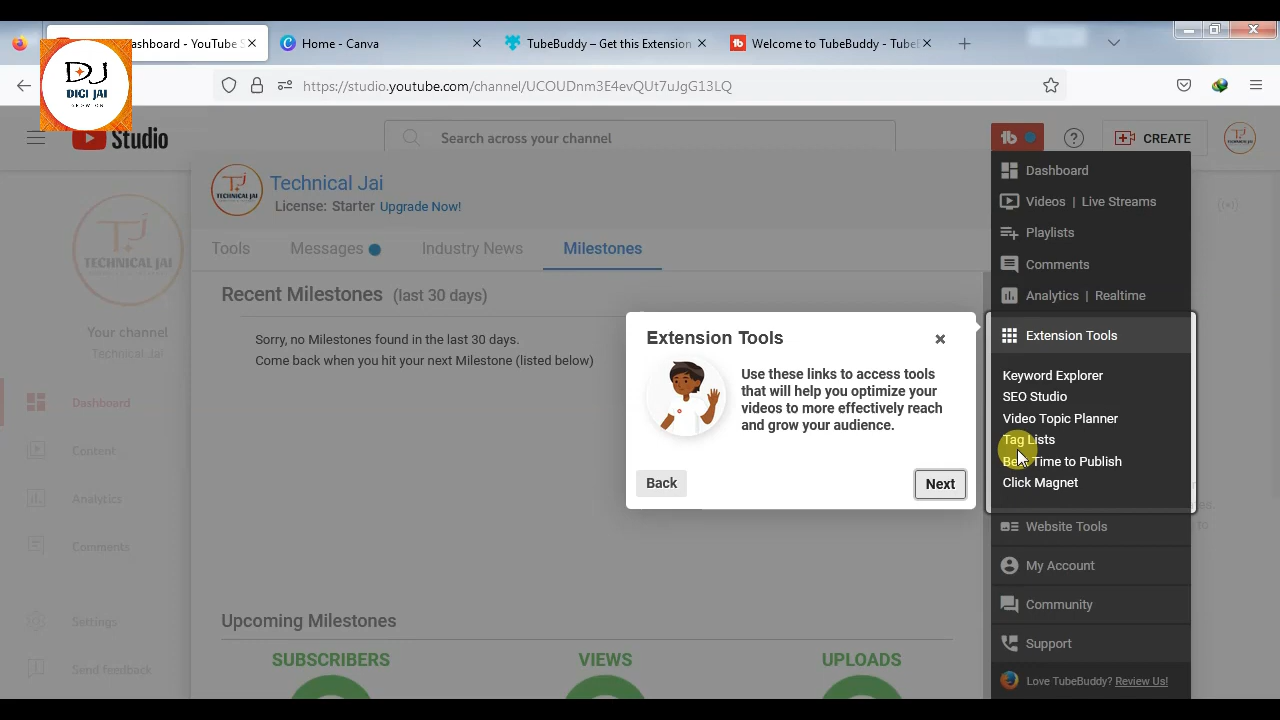 Dashboard - YouTube S
Home - Canva
TubeBuddy – Get this Extension
Welcome to TubeBuddy - TubeB
DJ
DIGI JAI
https://studio.youtube.com/channel/UCOUDnm3E4evQUt7uJgG13LQ
Studio
Search across your channel
tb
CREATE
Technical Jai
License: Starter Upgrade Now!
TECHNICAL JAI
Tools
Messages
Industry News
Milestones
Recent Milestones (last 30 days)
Sorry, no Milestones found in the last 30 days.
Come back when you hit your next Milestone (listed below)
Upcoming Milestones
SUBSCRIBERS
VIEWS
UPLOADS
TECHNICAL JAI
Your channel
Technical Jai
Dashboard
Content
Analytics
Comments
Settings
Send feedback
Extension Tools
Use these links to access tools
that will help you optimize your
videos to more effectively reach
and grow your audience.
Back
Next
Dashboard
Videos | Live Streams
Playlists
Comments
Analytics | Realtime
Extension Tools
Keyword Explorer
SEO Studio
Video Topic Planner
Tag Lists
Best Time to Publish
Click Magnet
Website Tools
My Account
Community
Support
Love TubeBuddy? Review Us!